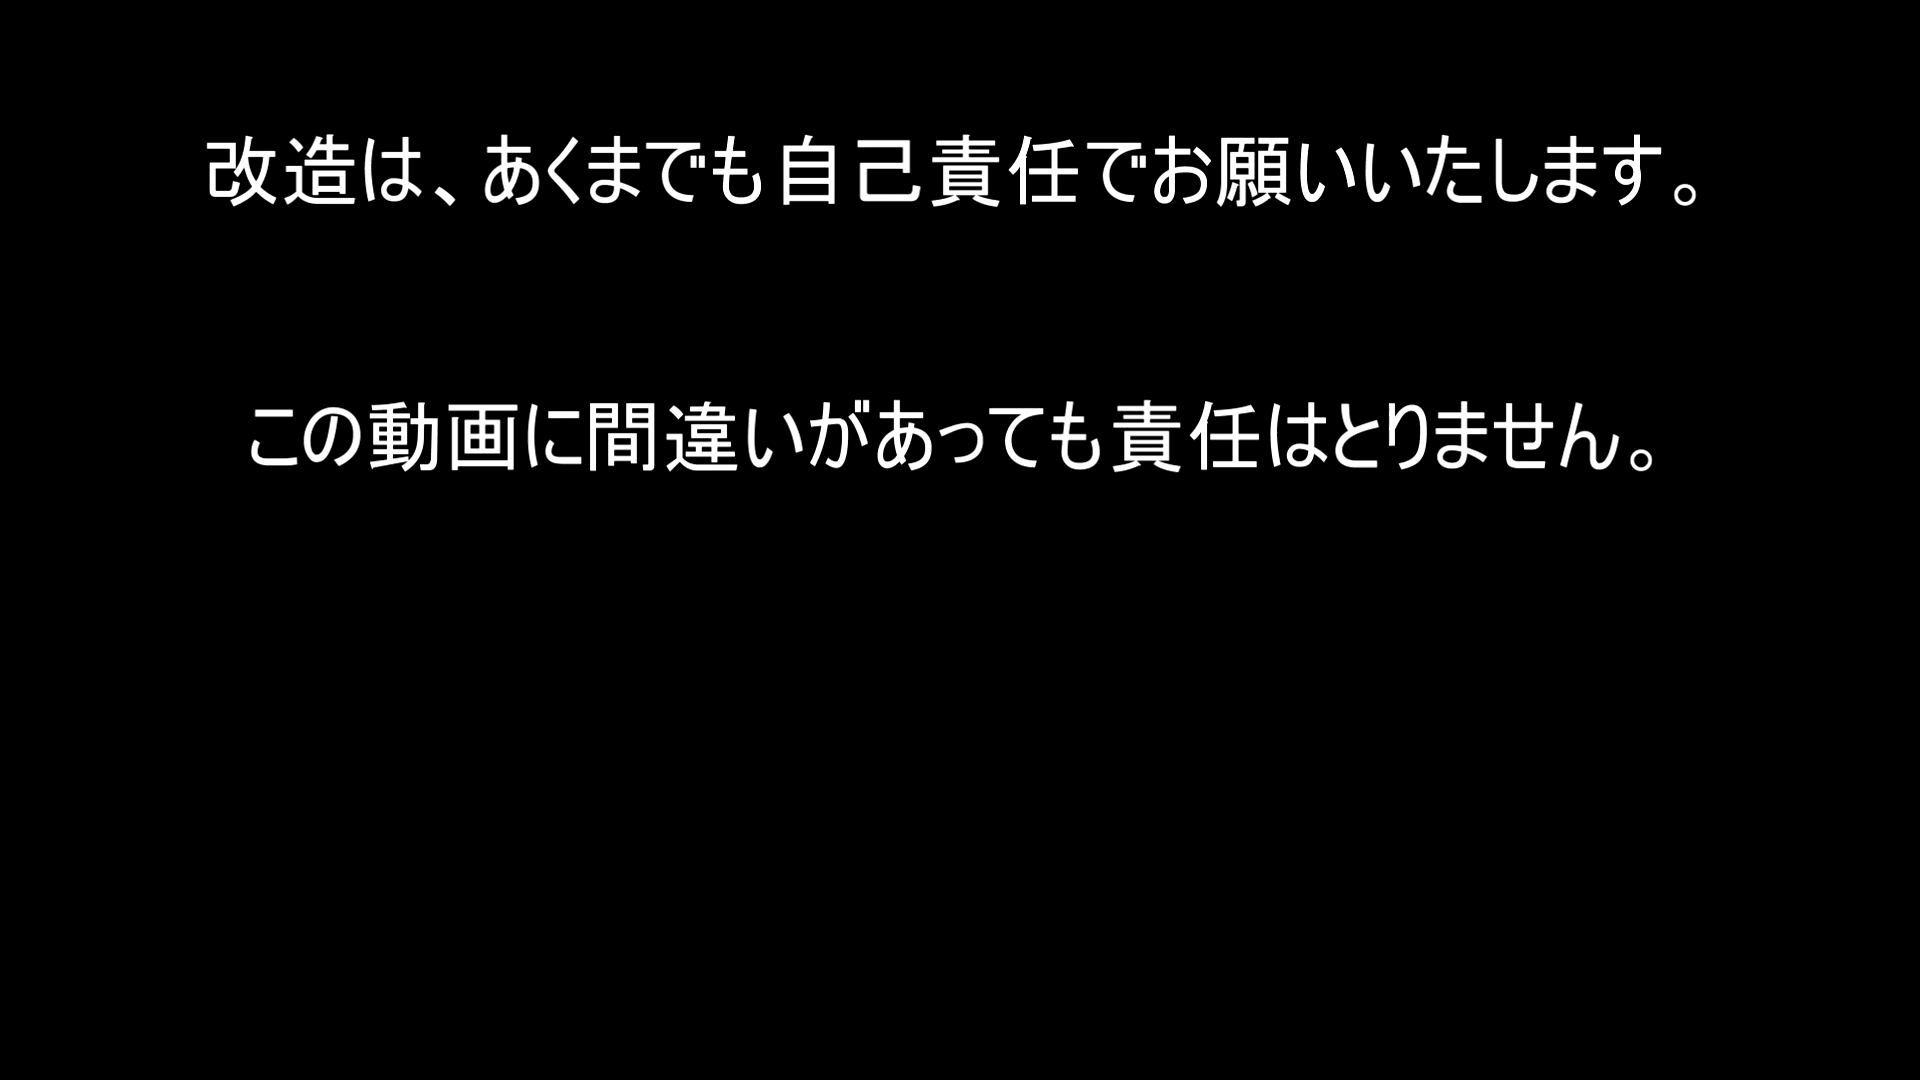 改造は、あくまでも自己責任でお願いいたします。
この動画に間違いがあっても責任はとりません。